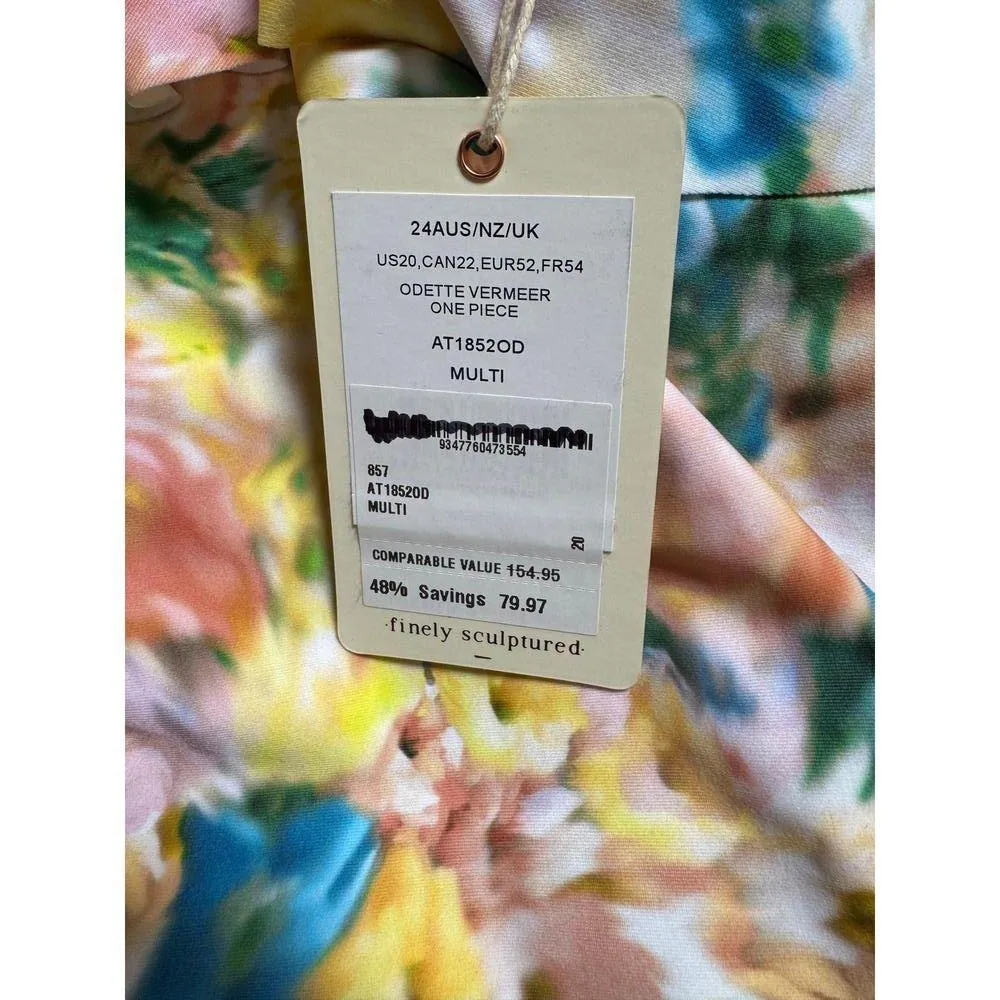 24AUS/NZ/UK
US20,CAN22,EUR52,FR54
ODETTE VERMEER
ONE PIECE
AT1852OD
MULTI
9347760473554
857
AT1852OD
MULTI
20
COMPARABLE VALUE 154.95
48% Savings 79.97
·finely sculptured·